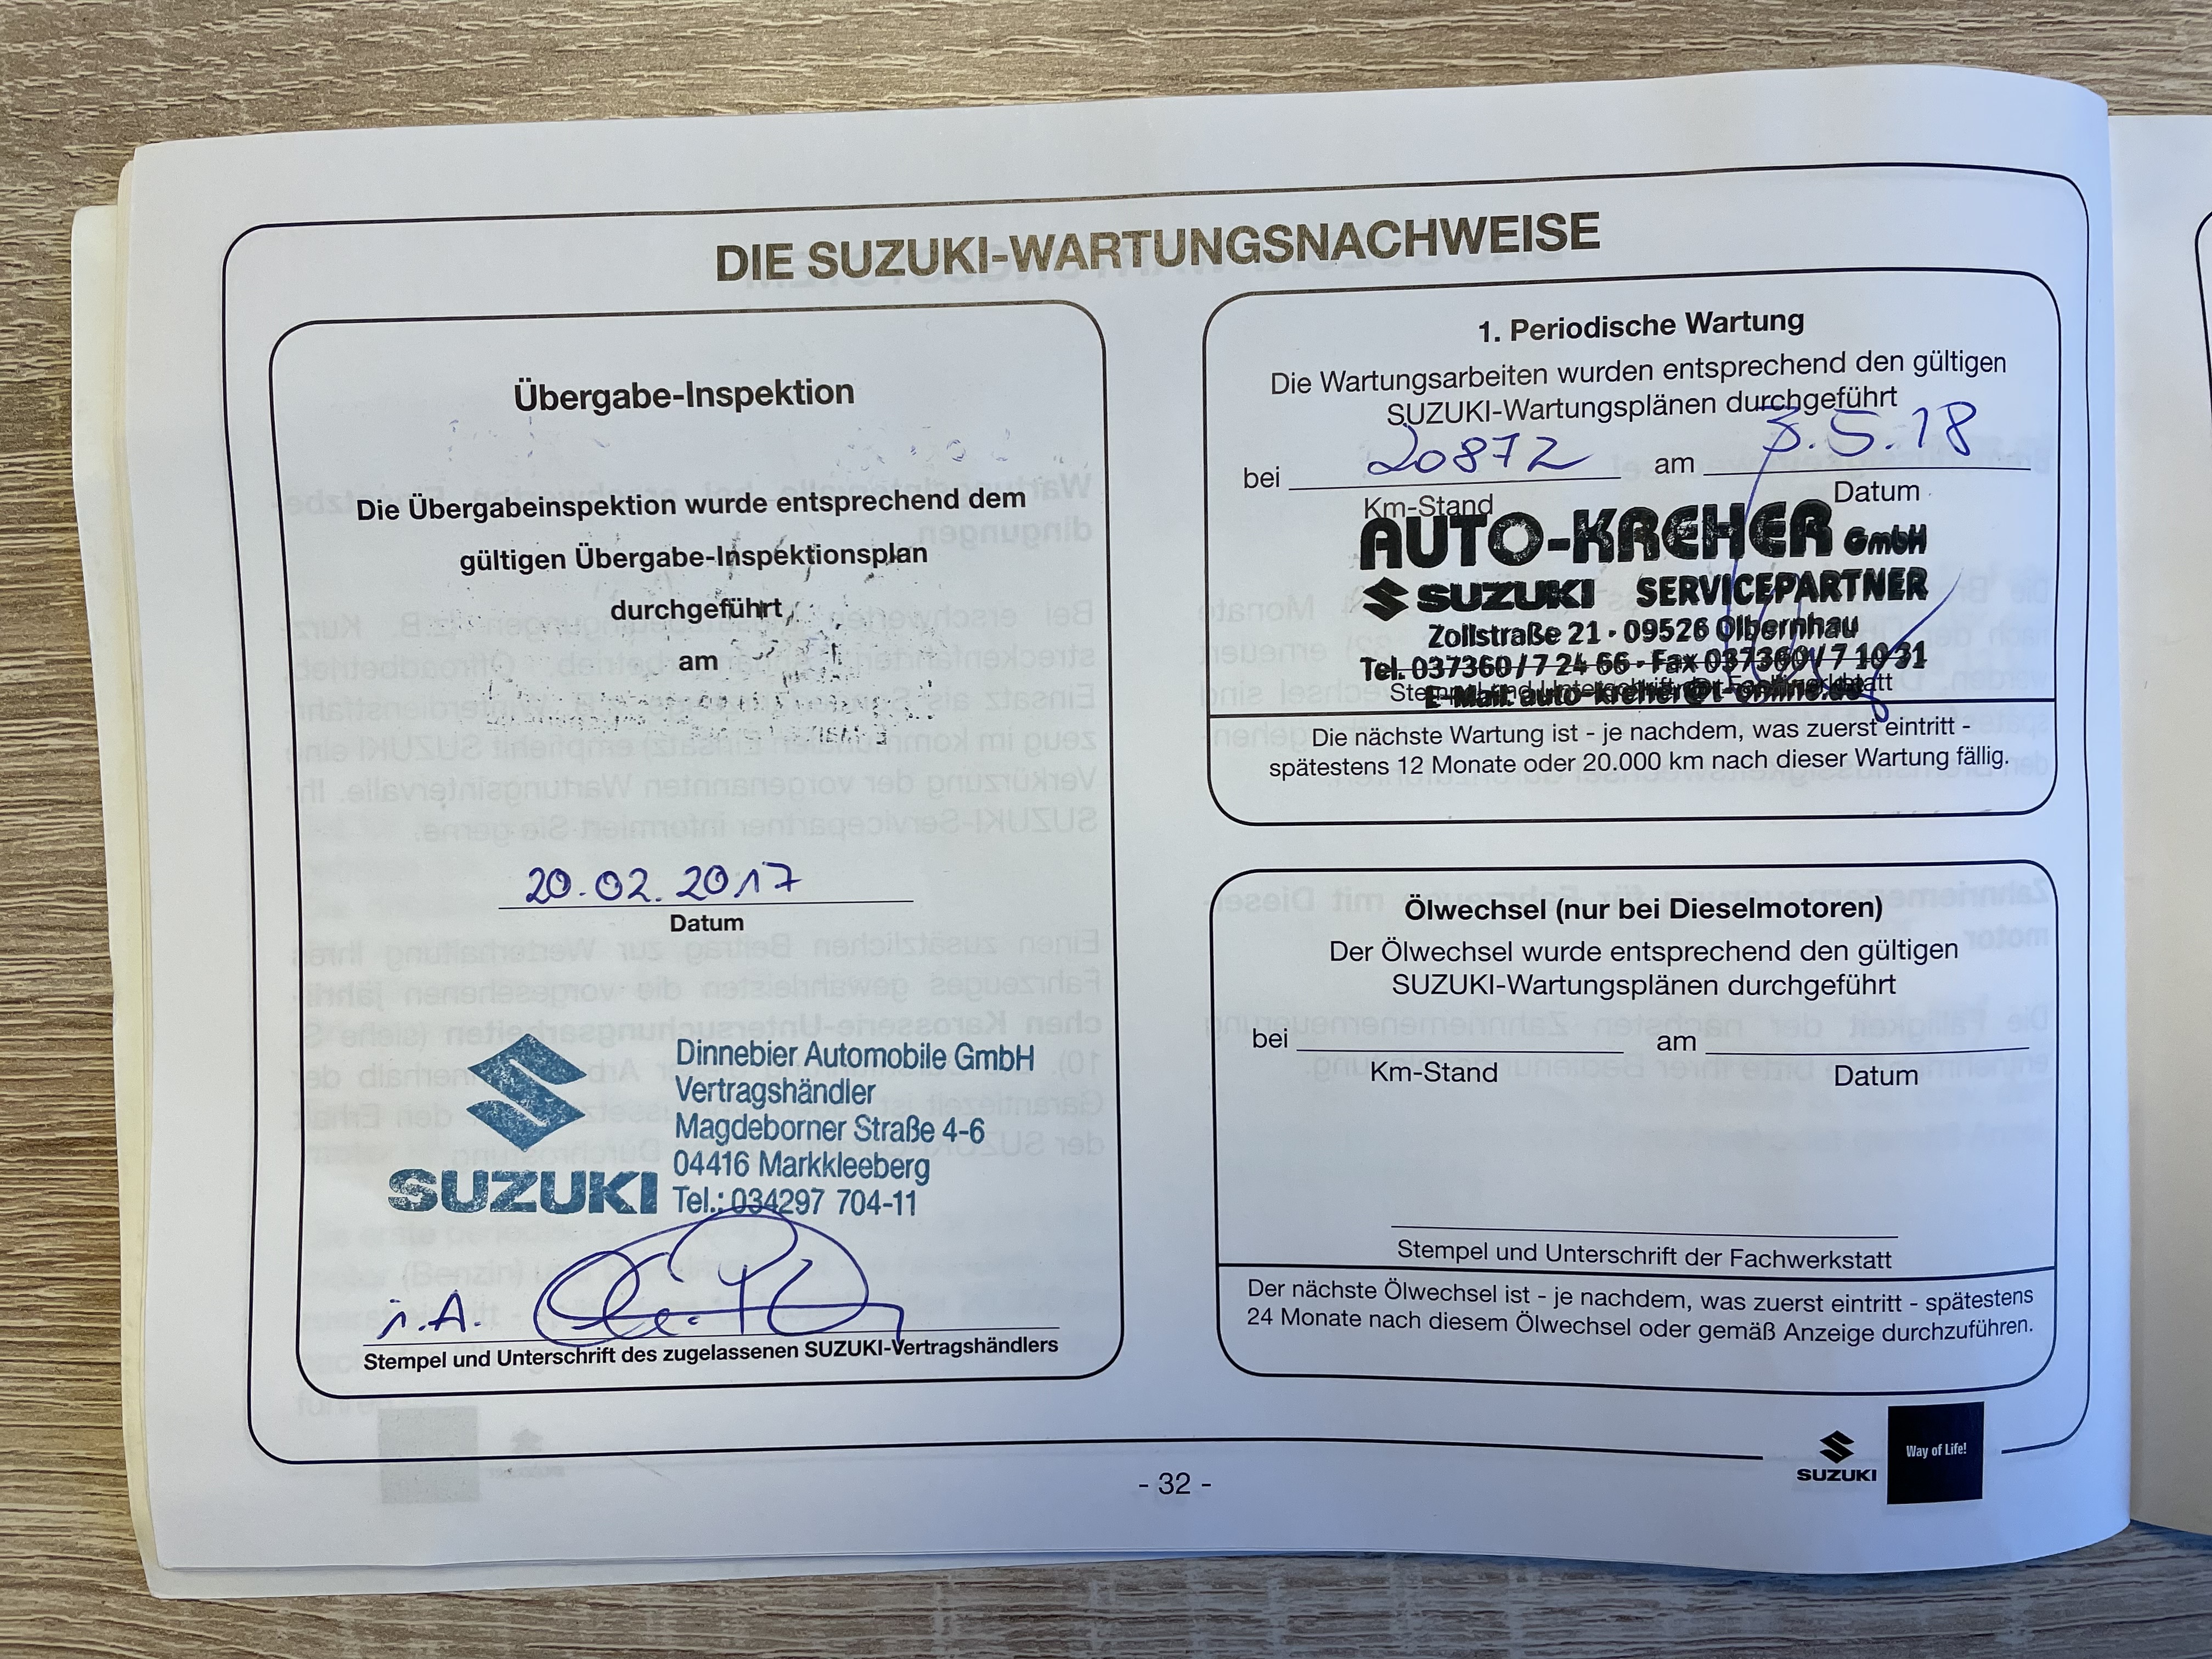 DIE SUZUKI-WARTUNGSNACHWEISE
Übergabe-Inspektion
Die Übergabeinspektion wurde entsprechend dem
gültigen Übergabe-Inspektionsplan
durchgeführt
am
20.02.2017
Datum
SUZUKI
Dinnebier Automobile GmbH
Vertragshändler
Magdeborner Straße 4-6
04416 Markkleeberg
Tel.: 034297 704-11
i.A.
Stempel und Unterschrift des zugelassenen SUZUKI-Vertragshändlers
1. Periodische Wartung
Die Wartungsarbeiten wurden entsprechend den gültigen
SUZUKI-Wartungsplänen durchgeführt
bei 20872 am 3.5.18
Km-Stand Datum
AUTO-KREHER GmbH
SUZUKI SERVICEPARTNER
Zollstraße 21 · 09526 Olbernhau
Tel. 037360 / 7 24 66 · Fax 037360 / 7 10 31
Stempel und Unterschrift der Fachwerkstatt
E-Mail: auto-kreher@t-online.de
Die nächste Wartung ist - je nachdem, was zuerst eintritt -
spätestens 12 Monate oder 20.000 km nach dieser Wartung fällig.
Ölwechsel (nur bei Dieselmotoren)
Der Ölwechsel wurde entsprechend den gültigen
SUZUKI-Wartungsplänen durchgeführt
bei am
Km-Stand Datum
Stempel und Unterschrift der Fachwerkstatt
Der nächste Ölwechsel ist - je nachdem, was zuerst eintritt - spätestens
24 Monate nach diesem Ölwechsel oder gemäß Anzeige durchzuführen.
- 32 -
SUZUKI
Way of Life!